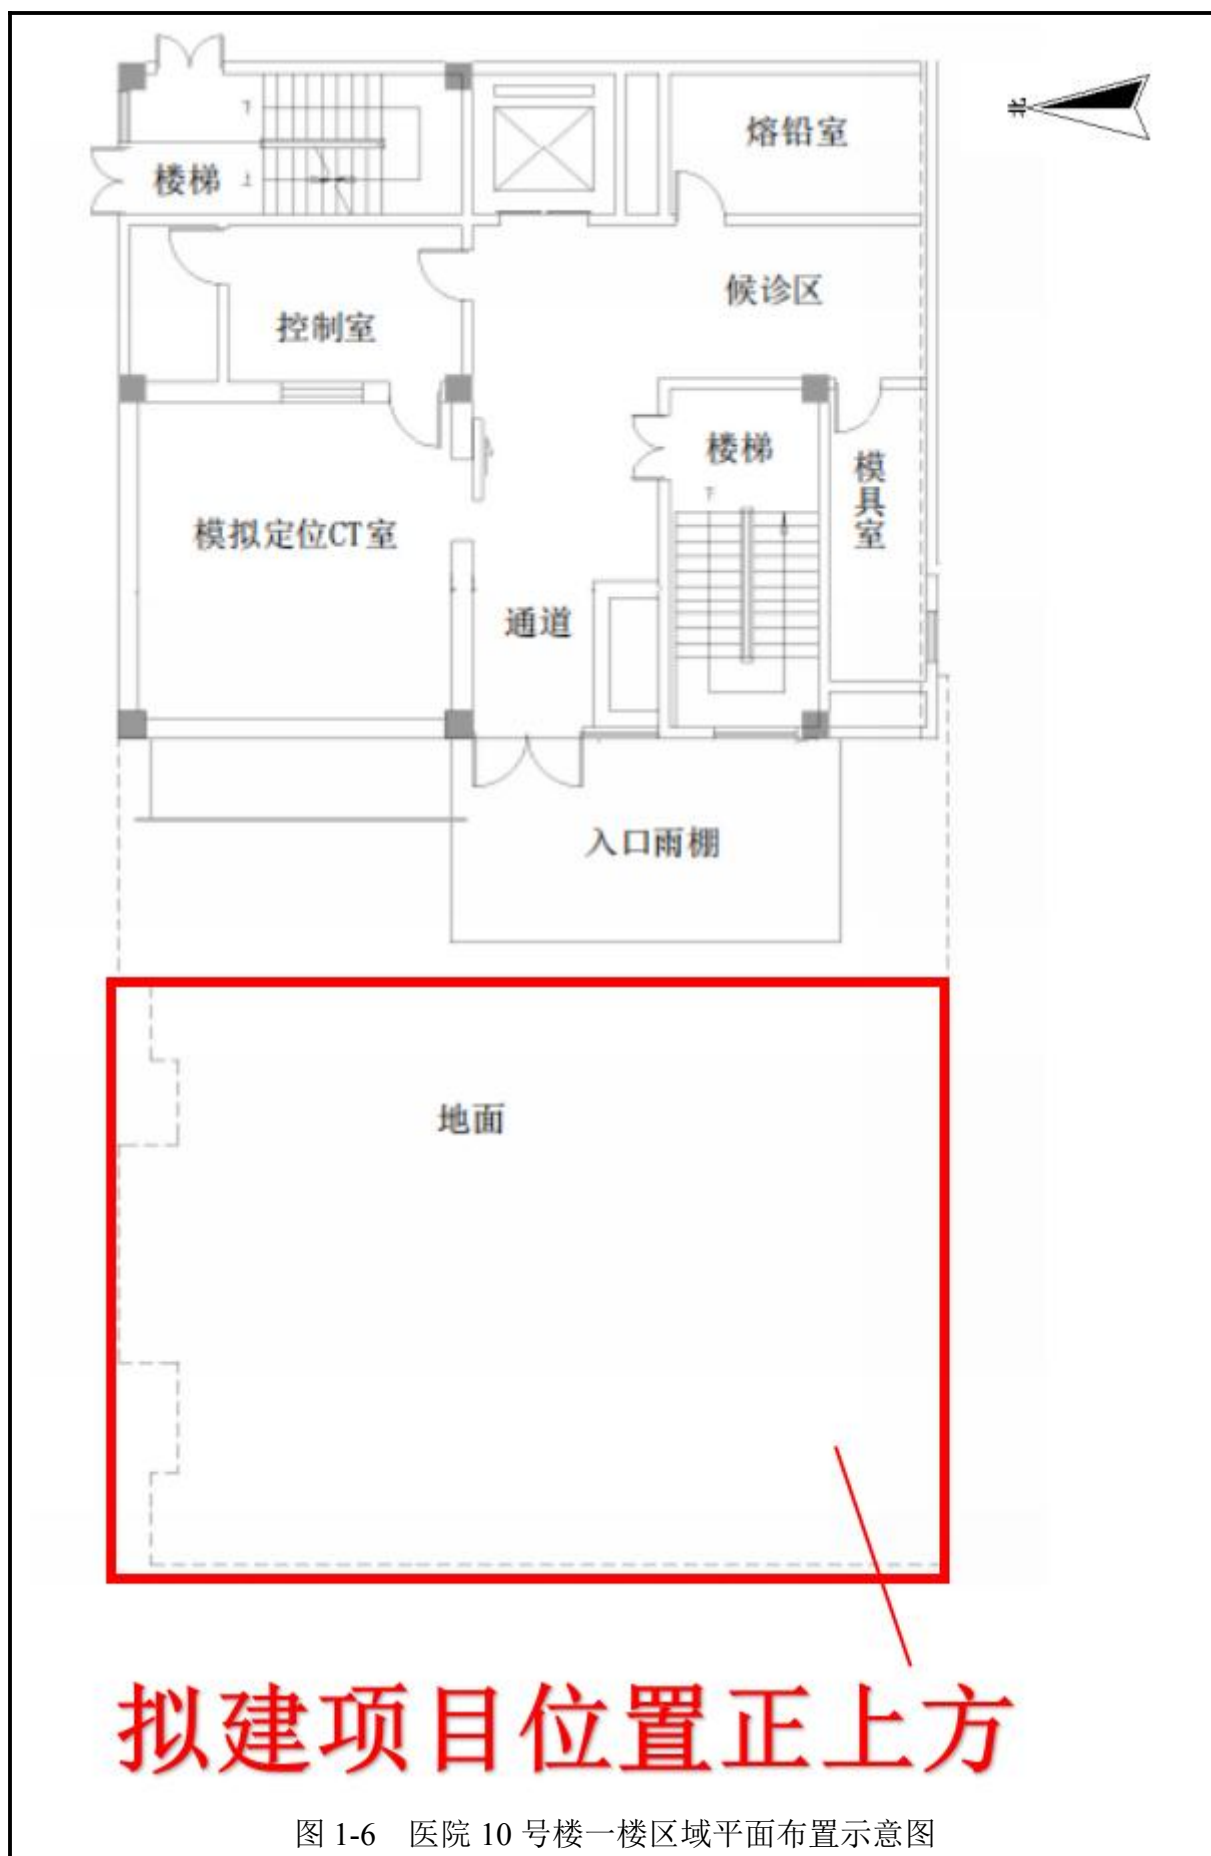 北
熔铅室
下
楼梯 上
候诊区
控制室
楼梯
下
模具室
模拟定位CT室
通道
入口雨棚
地面
拟建项目位置正上方
图 1-6 医院 10 号楼一楼区域平面布置示意图